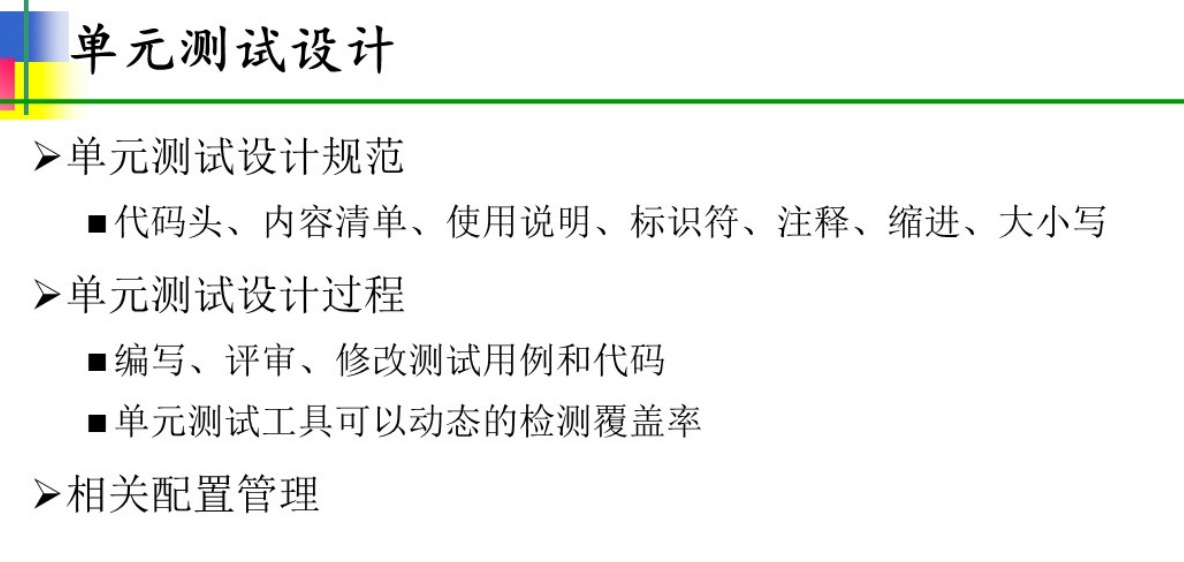 单元测试设计
➢单元测试设计规范
■代码头、内容清单、使用说明、标识符、注释、缩进、大小写
➢单元测试设计过程
■编写、评审、修改测试用例和代码
■单元测试工具可以动态的检测覆盖率
➢相关配置管理